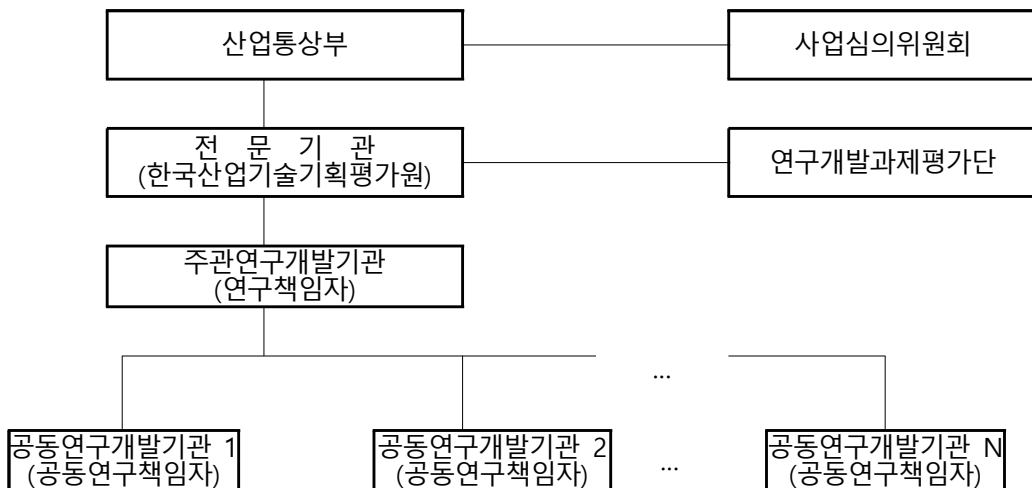 산업통상부
사업심의위원회
전 문 기 관
(한국산업기술기획평가원)
연구개발과제평가단
주관연구개발기관
(연구책임자)
...
공동연구개발기관 1
(공동연구책임자)
공동연구개발기관 2
(공동연구책임자)
...
공동연구개발기관 N
(공동연구책임자)